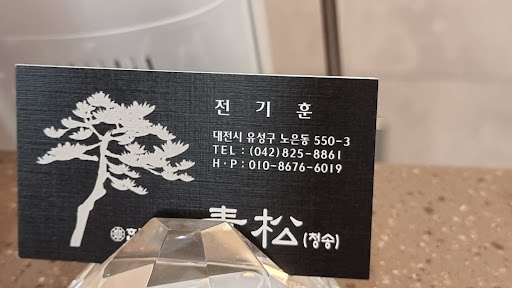 전 기 훈
대전시 유성구 노은동 550-3
TEL : (042)825-8861
H·P : 010-8676-6019
青松(청송)